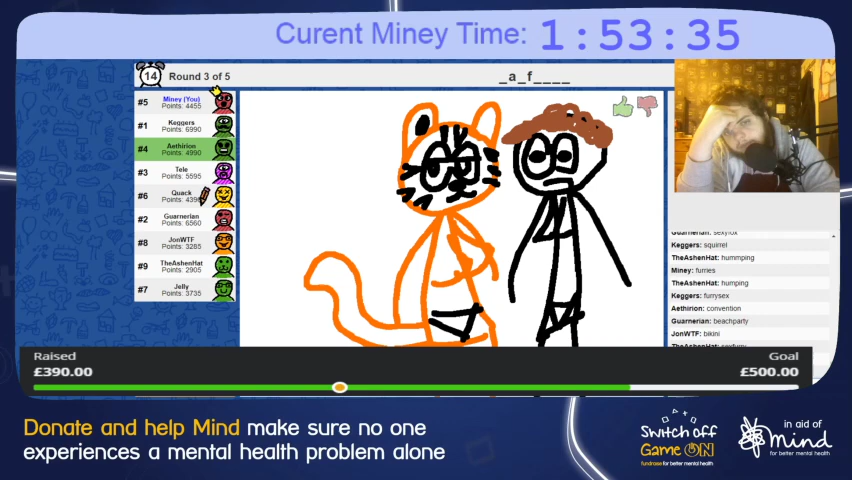 Curent Miney Time: 1:53:35
14 Round 3 of 5
_a_f____
#5 Miney (You)
Points: 4455
#1 Keggers
Points: 6990
#4 Aethirion
Points: 4990
#3 Tele
Points: 5595
#6 Quack
#2 Guarnerian
Points: 6560
#8 JonWTF
Points: 3285
#9 TheAshenHat
Points: 2905
#7 Jelly
Points: 3735
Guarnerian: sexyfox
Keggers: squirrel
TheAshenHat: hummping
Miney: furries
TheAshenHat: humping
Keggers: furrysex
Aethirion: convention
Guarnerian: beachparty
JonWTF: bikini
Raised
£390.00
Goal
£500.00
Donate and help Mind make sure no one
experiences a mental health problem alone
Switch off
Game ON
fundraise for better mental health
in aid of
mind
for better mental health